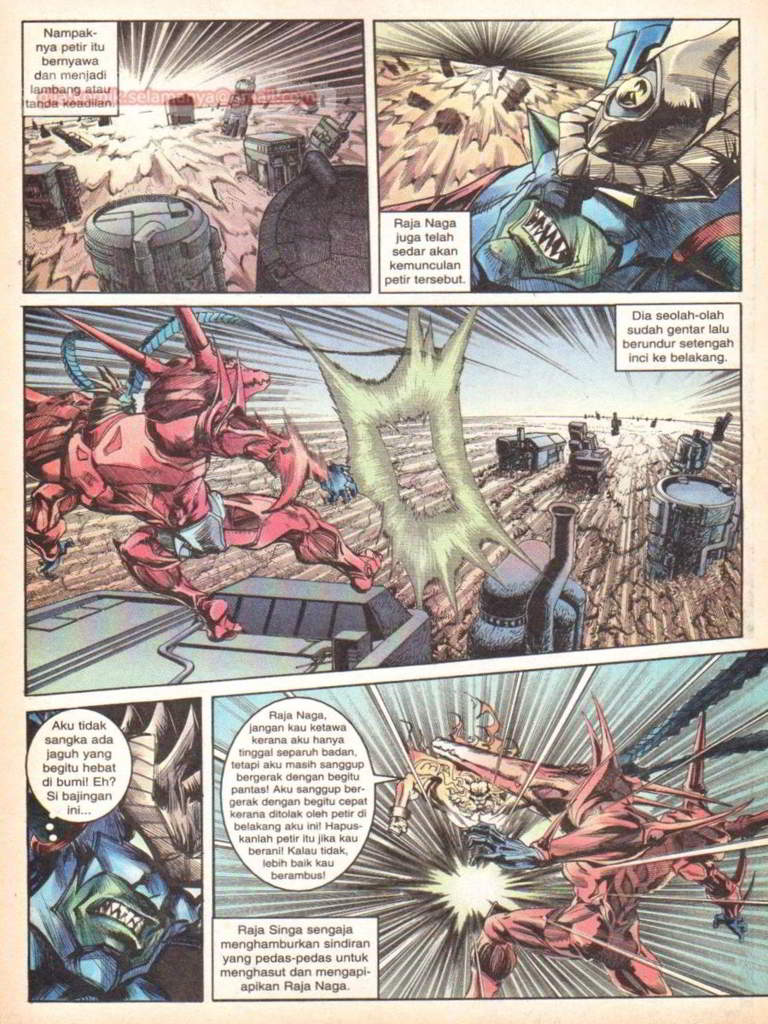 Nampak-
nya petir itu
bernyawa
dan menjadi
lambang atau
tanda keadilan.
Raja Naga
juga telah
sedar akan
kemunculan
petir tersebut.
Dia seolah-olah
sudah gentar lalu
berundur setengah
inci ke belakang.
Aku tidak
sangka ada
jaguh yang
begitu hebat
di bumi! Eh?
Si bajingan
ini...
Raja Naga,
jangan kau ketawa
kerana aku hanya
tinggal separuh badan,
tetapi aku masih sanggup
bergerak dengan begitu
pantas! Aku sanggup ber-
gerak dengan begitu cepat
kerana ditolak oleh petir di
belakang aku ini! Hapus-
kanlah petir itu jika kau
berani! Kalau tidak,
lebih baik kau
berambus!
Raja Singa sengaja
menghamburkan sindiran
yang pedas-pedas untuk
menghasut dan mengapi-
apikan Raja Naga.